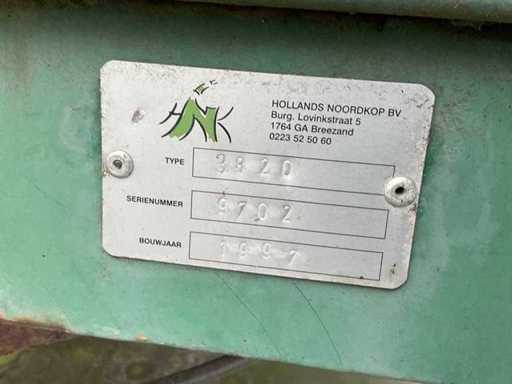 HNK
HOLLANDS NOORDKOP BV
Burg. Lovinkstraat 5
1764 GA Breezand
0223 52 50 60
TYPE 3820
SERIENUMMER 9702
BOUWJAAR 1997